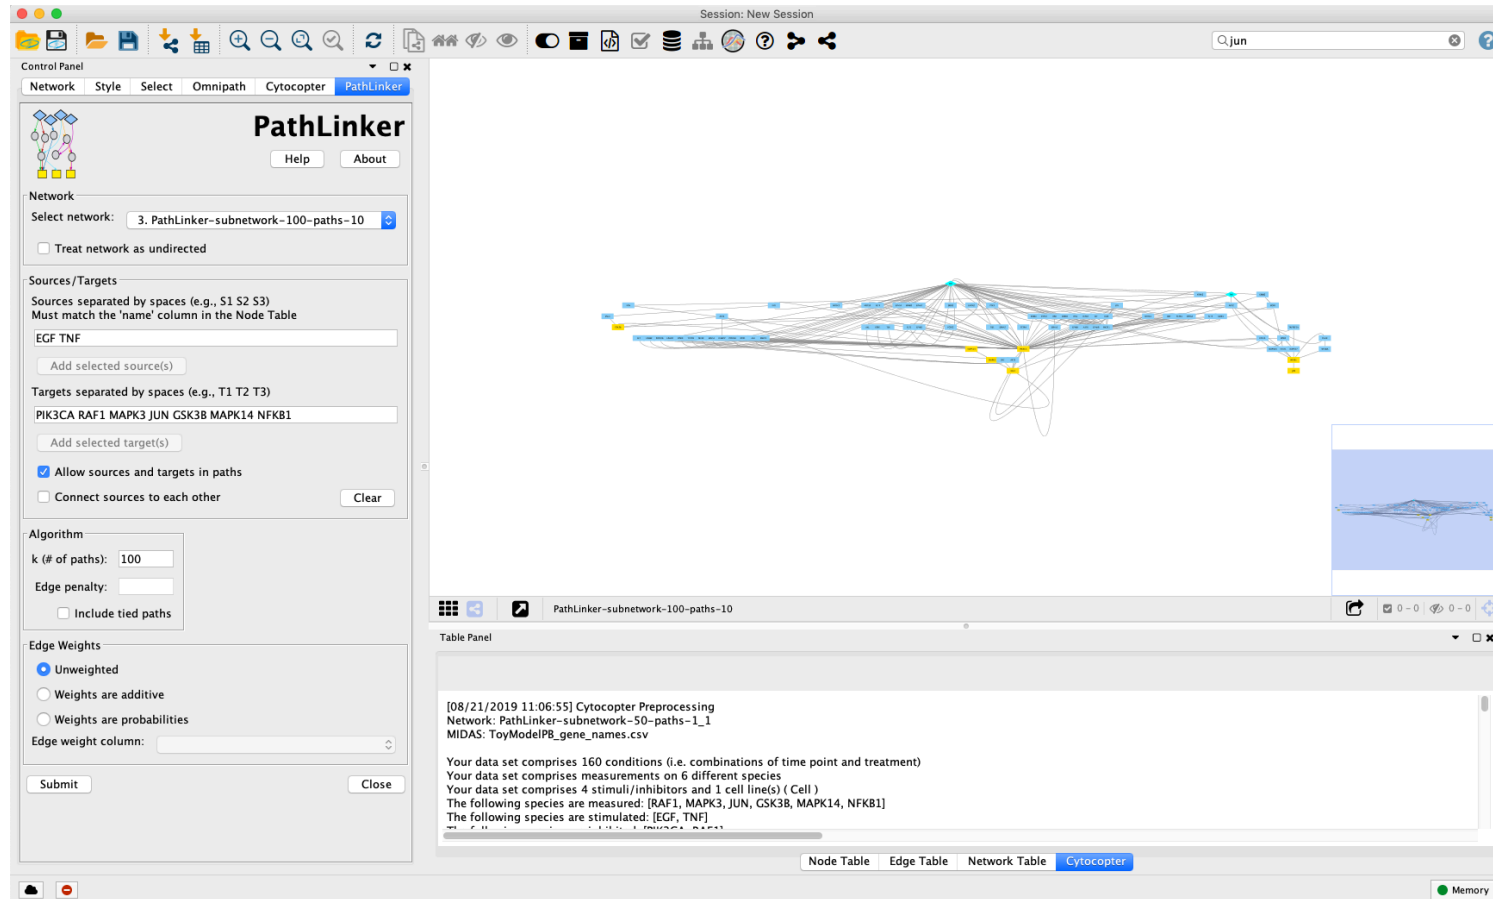 Session: New Session
jun
Control Panel
Network Style Select Omnipath Cytocopter PathLinker
PathLinker
Help About
Network
Select network: 3. PathLinker-subnetwork-100-paths-10
Treat network as undirected
Sources/Targets
Sources separated by spaces (e.g., S1 S2 S3)
Must match the 'name' column in the Node Table
EGF TNF
Add selected source(s)
Targets separated by spaces (e.g., T1 T2 T3)
PIK3CA RAF1 MAPK3 JUN GSK3B MAPK14 NFKB1
Add selected target(s)
Allow sources and targets in paths
Connect sources to each other Clear
Algorithm
k (# of paths): 100
Edge penalty:
Include tied paths
Edge Weights
Unweighted
Weights are additive
Weights are probabilities
Edge weight column:
Submit Close
PathLinker-subnetwork-100-paths-10
0 - 0 0 - 0
Table Panel
[08/21/2019 11:06:55] Cytocopter Preprocessing
Network: PathLinker-subnetwork-50-paths-1_1
MIDAS: ToyModelPB_gene_names.csv
Your data set comprises 160 conditions (i.e. combinations of time point and treatment)
Your data set comprises measurements on 6 different species
Your data set comprises 4 stimuli/inhibitors and 1 cell line(s) ( Cell )
The following species are measured: [RAF1, MAPK3, JUN, GSK3B, MAPK14, NFKB1]
The following species are stimulated: [EGF, TNF]
Node Table Edge Table Network Table Cytocopter
Memory